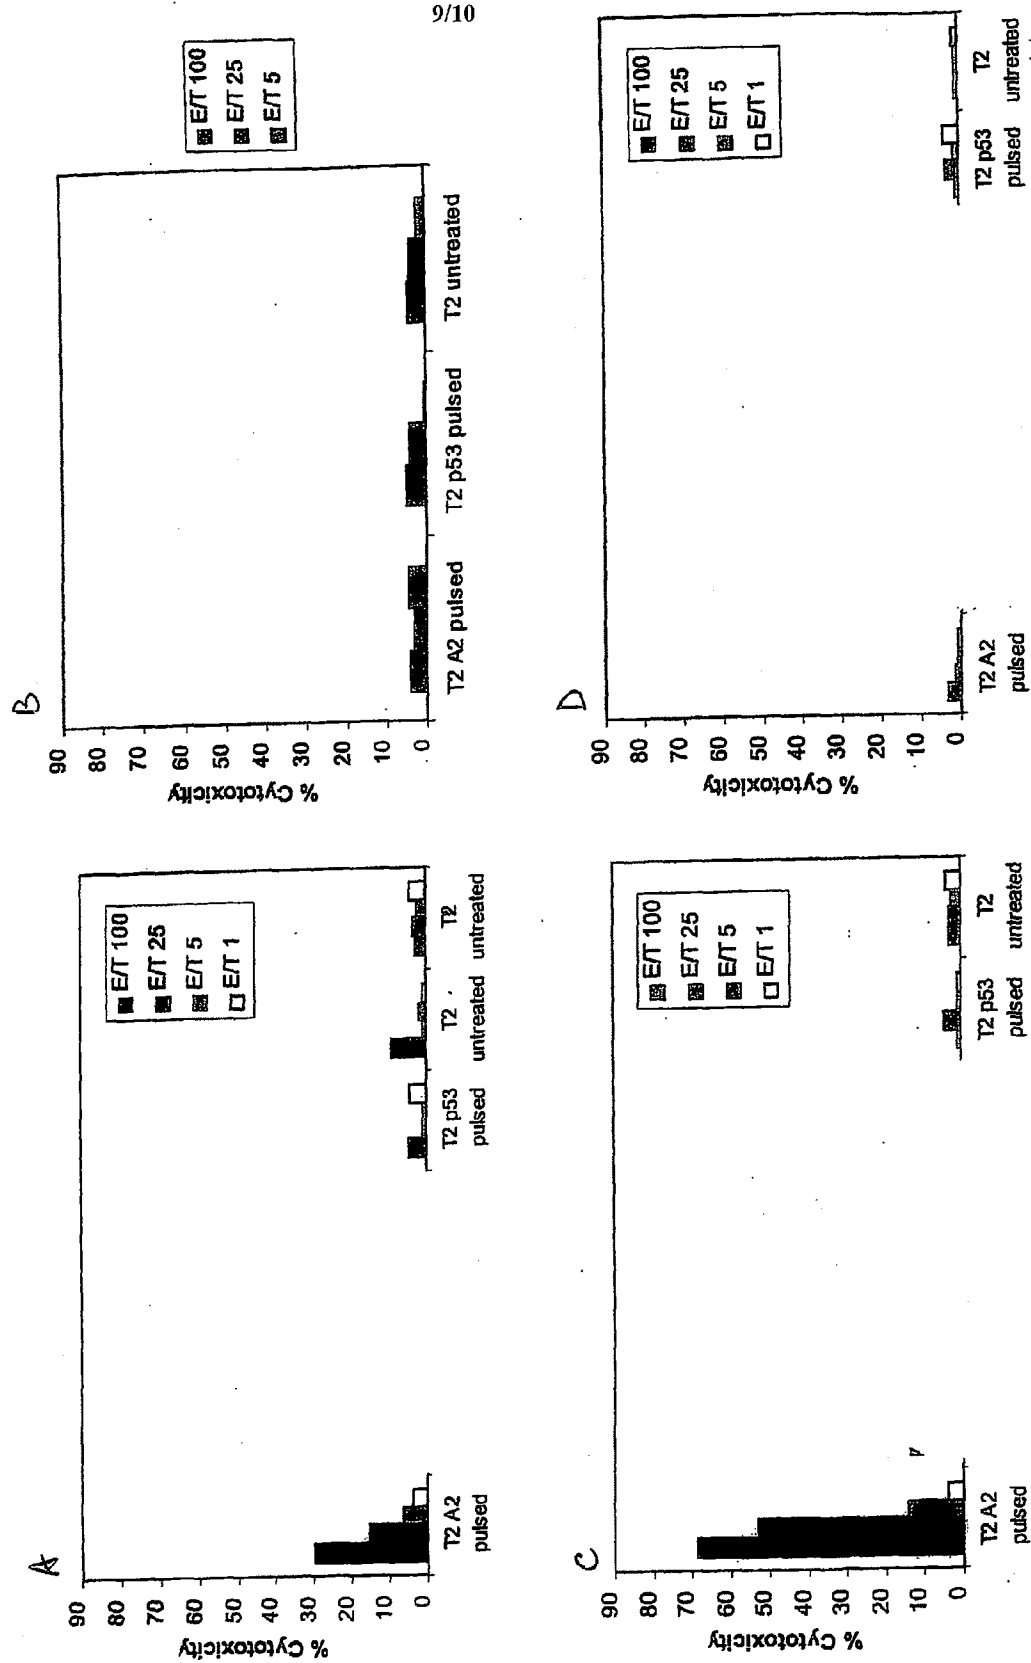 9/10
A
% Cytotoxicity
90
80
70
60
50
40
30
20
10
0
E/T 100
E/T 25
E/T 5
E/T 1
T2 A2
pulsed
T2 p53
pulsed
T2
untreated
T2
untreated
B
% Cytotoxicity
90
80
70
60
50
40
30
20
10
0
E/T 100
E/T 25
E/T 5
T2 A2 pulsed
T2 p53 pulsed
T2 untreated
C
% Cytotoxicity
90
80
70
60
50
40
30
20
10
0
E/T 100
E/T 25
E/T 5
E/T 1
T2 A2
pulsed
T2 p53
pulsed
T2
untreated
D
% Cytotoxicity
90
80
70
60
50
40
30
20
10
0
E/T 100
E/T 25
E/T 5
E/T 1
T2 A2
pulsed
T2 p53
pulsed
T2
untreated